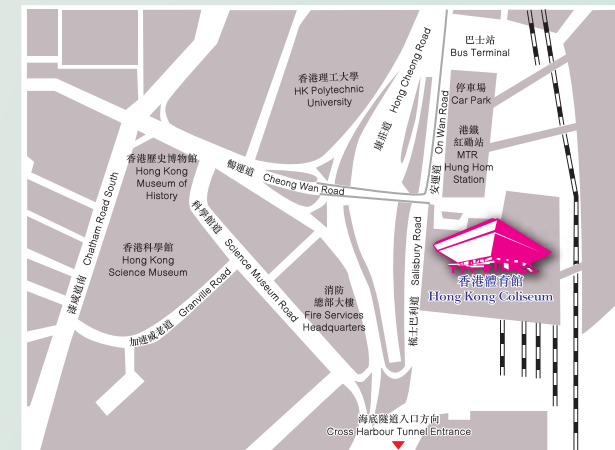 巴士站
Bus Terminal
香港理工大學
HK Polytechnic
University
康莊道 Hong Cheong Road
停車場
Car Park
安運道 On Wan Road
港鐵
紅磡站
MTR
Hung Hom
Station
香港歷史博物館
Hong Kong
Museum of
History
暢運道 Cheong Wan Road
漆咸道南 Chatham Road South
科學館道 Science Museum Road
香港科學館
Hong Kong
Science Museum
梳士巴利道 Salisbury Road
香港體育館
Hong Kong Coliseum
加連威老道 Granville Road
消防
總部大樓
Fire Services
Headquarters
海底隧道入口方向
Cross Harbour Tunnel Entrance